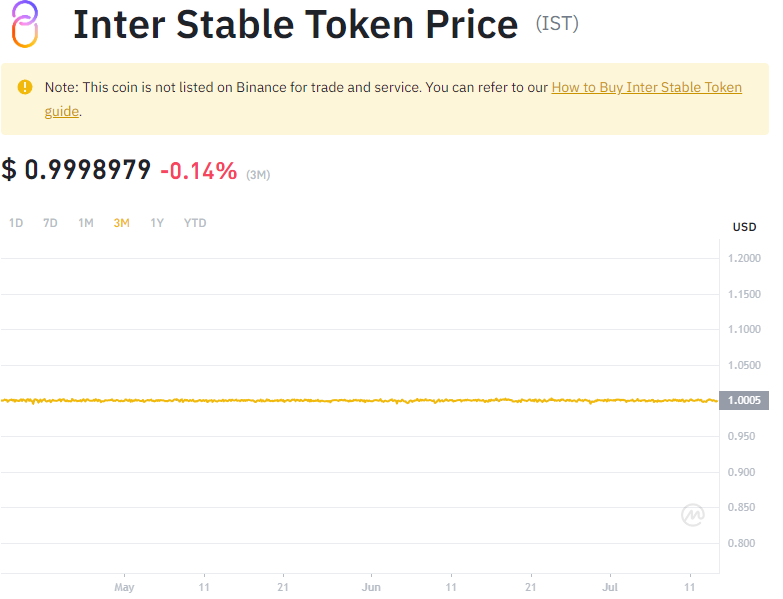 Inter Stable Token Price (IST)
Note: This coin is not listed on Binance for trade and service. You can refer to our How to Buy Inter Stable Token
guide.
$ 0.9998979 -0.14% (3M)
1D 7D 1M 3M 1Y YTD
USD
1.2000
1.1500
1.1000
1.0500
1.0005
0.950
0.900
0.850
0.800
May 11 21 Jun 11 21 Jul 11